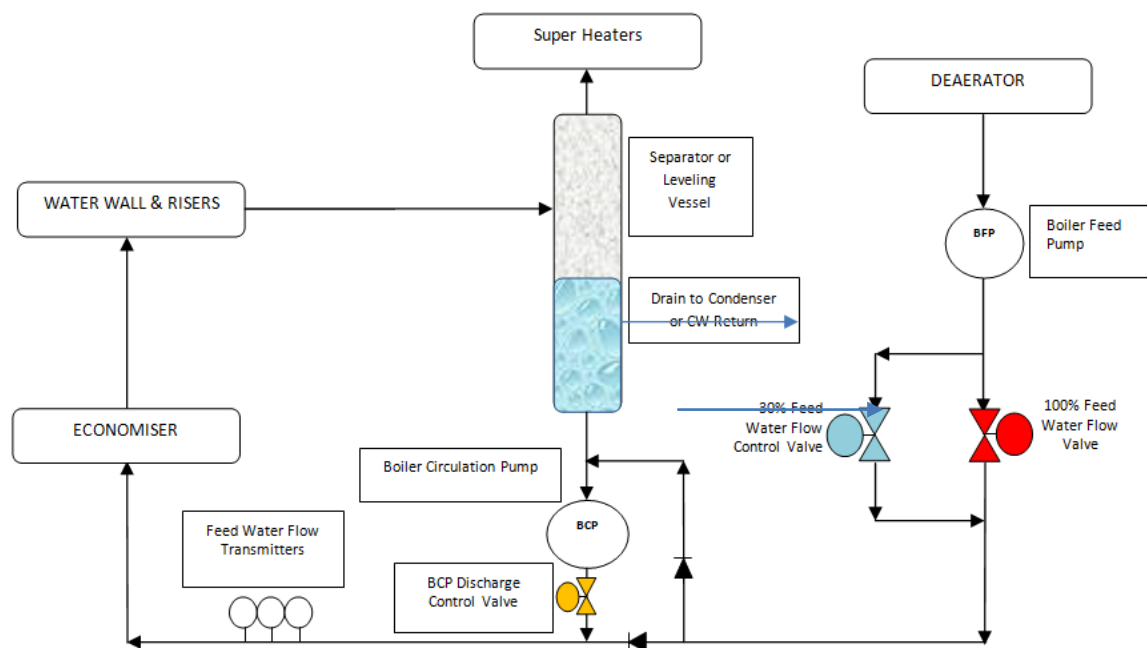 Super Heaters
DEAERATOR
Separator or
Leveling
Vessel
WATER WALL & RISERS
BFP
Boiler Feed
Pump
Drain to Condenser
or CW Return
30% Feed
Water Flow
Control Valve
100% Feed
Water Flow
Valve
ECONOMISER
Boiler Circulation Pump
BCP
Feed Water Flow
Transmitters
BCP Discharge
Control Valve